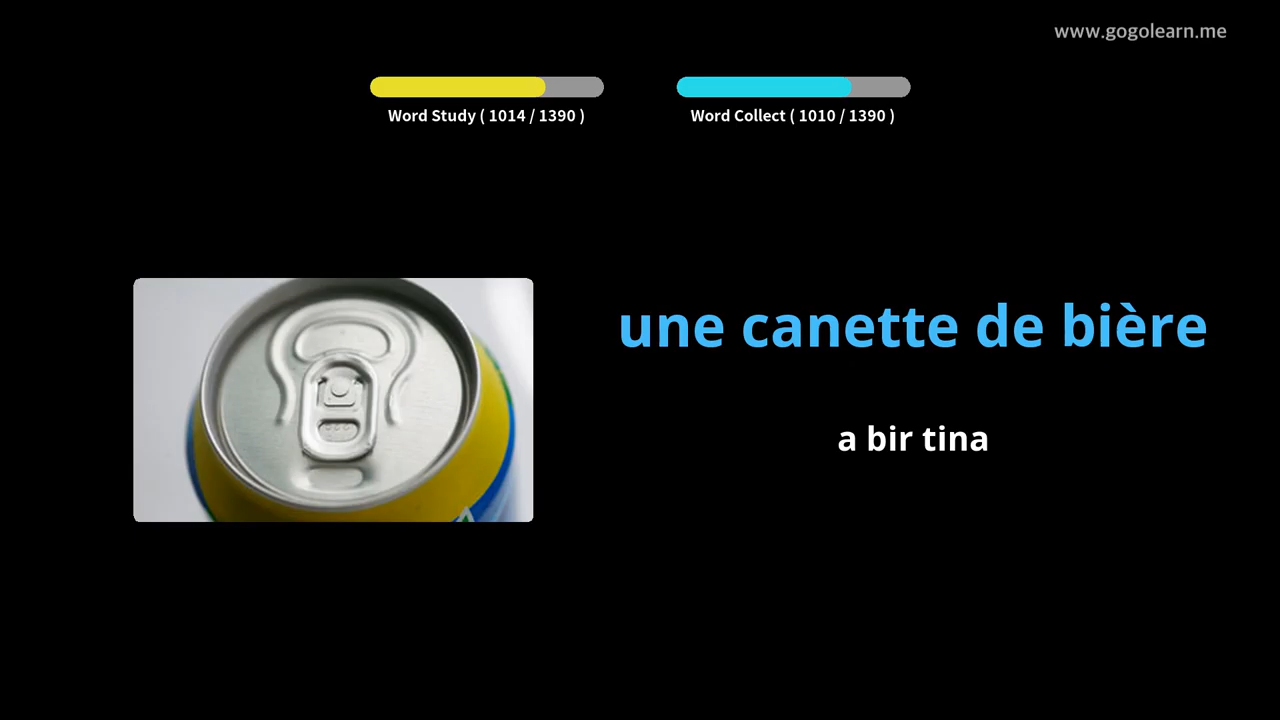 www.gogolearn.me
Word Study ( 1014 / 1390 )
Word Collect ( 1010 / 1390 )
une canette de bière
a bir tina